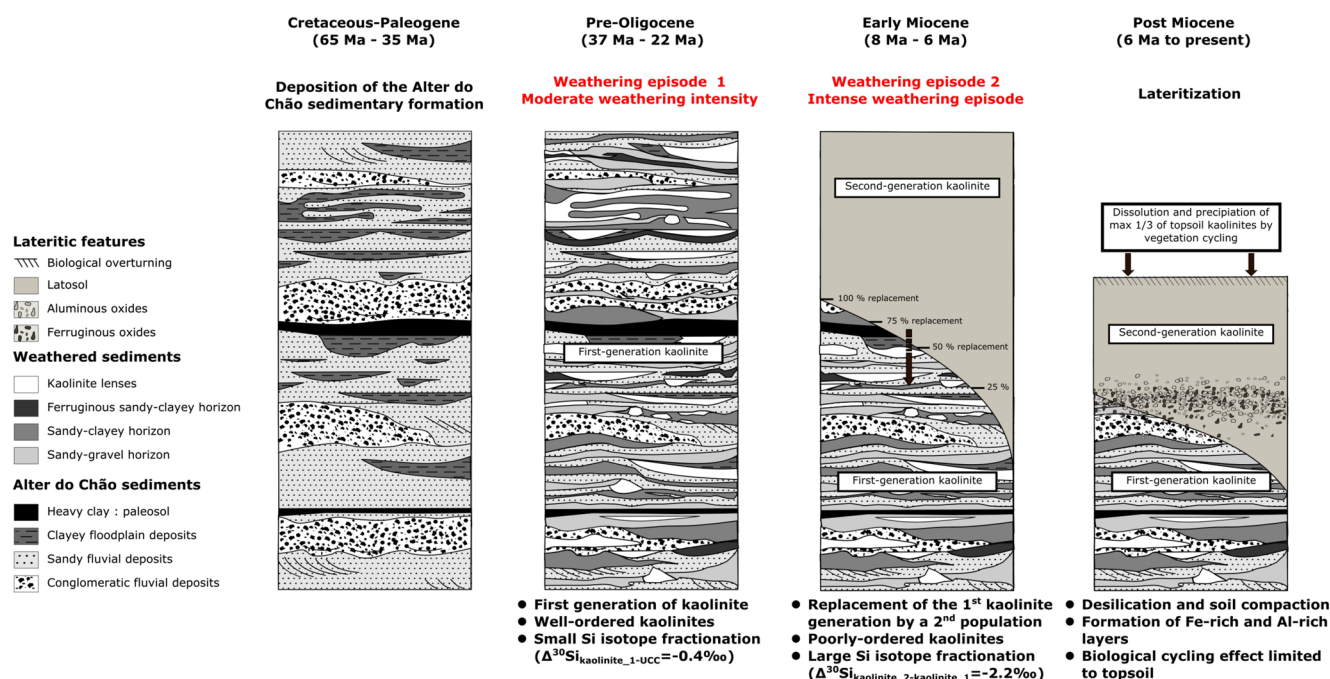 Cretaceous-Paleogene
(65 Ma - 35 Ma)
Pre-Oligocene
(37 Ma - 22 Ma)
Early Miocene
(8 Ma - 6 Ma)
Post Miocene
(6 Ma to present)
Deposition of the Alter do
Chão sedimentary formation
Weathering episode 1
Moderate weathering intensity
Weathering episode 2
Intense weathering episode
Lateritization
Lateritic features
Biological overturning
Latosol
Aluminous oxides
Ferruginous oxides
Weathered sediments
Kaolinite lenses
Ferruginous sandy-clayey horizon
Sandy-clayey horizon
Sandy-gravel horizon
Alter do Chão sediments
Heavy clay : paleosol
Clayey floodplain deposits
Sandy fluvial deposits
Conglomeratic fluvial deposits
First-generation kaolinite
Second-generation kaolinite
100 % replacement
75 % replacement
50 % replacement
25 %
First-generation kaolinite
Dissolution and precipiation of
max 1/3 of topsoil kaolinites by
vegetation cycling
Second-generation kaolinite
First-generation kaolinite
● First generation of kaolinite
● Well-ordered kaolinites
● Small Si isotope fractionation
(Δ³⁰Si kaolinite_1-UCC=-0.4‰)
● Replacement of the 1st kaolinite
generation by a 2nd population
● Poorly-ordered kaolinites
● Large Si isotope fractionation
(Δ³⁰Si kaolinite_2-kaolinite_1=-2.2‰)
● Desilication and soil compaction
● Formation of Fe-rich and Al-rich
layers
● Biological cycling effect limited
to topsoil